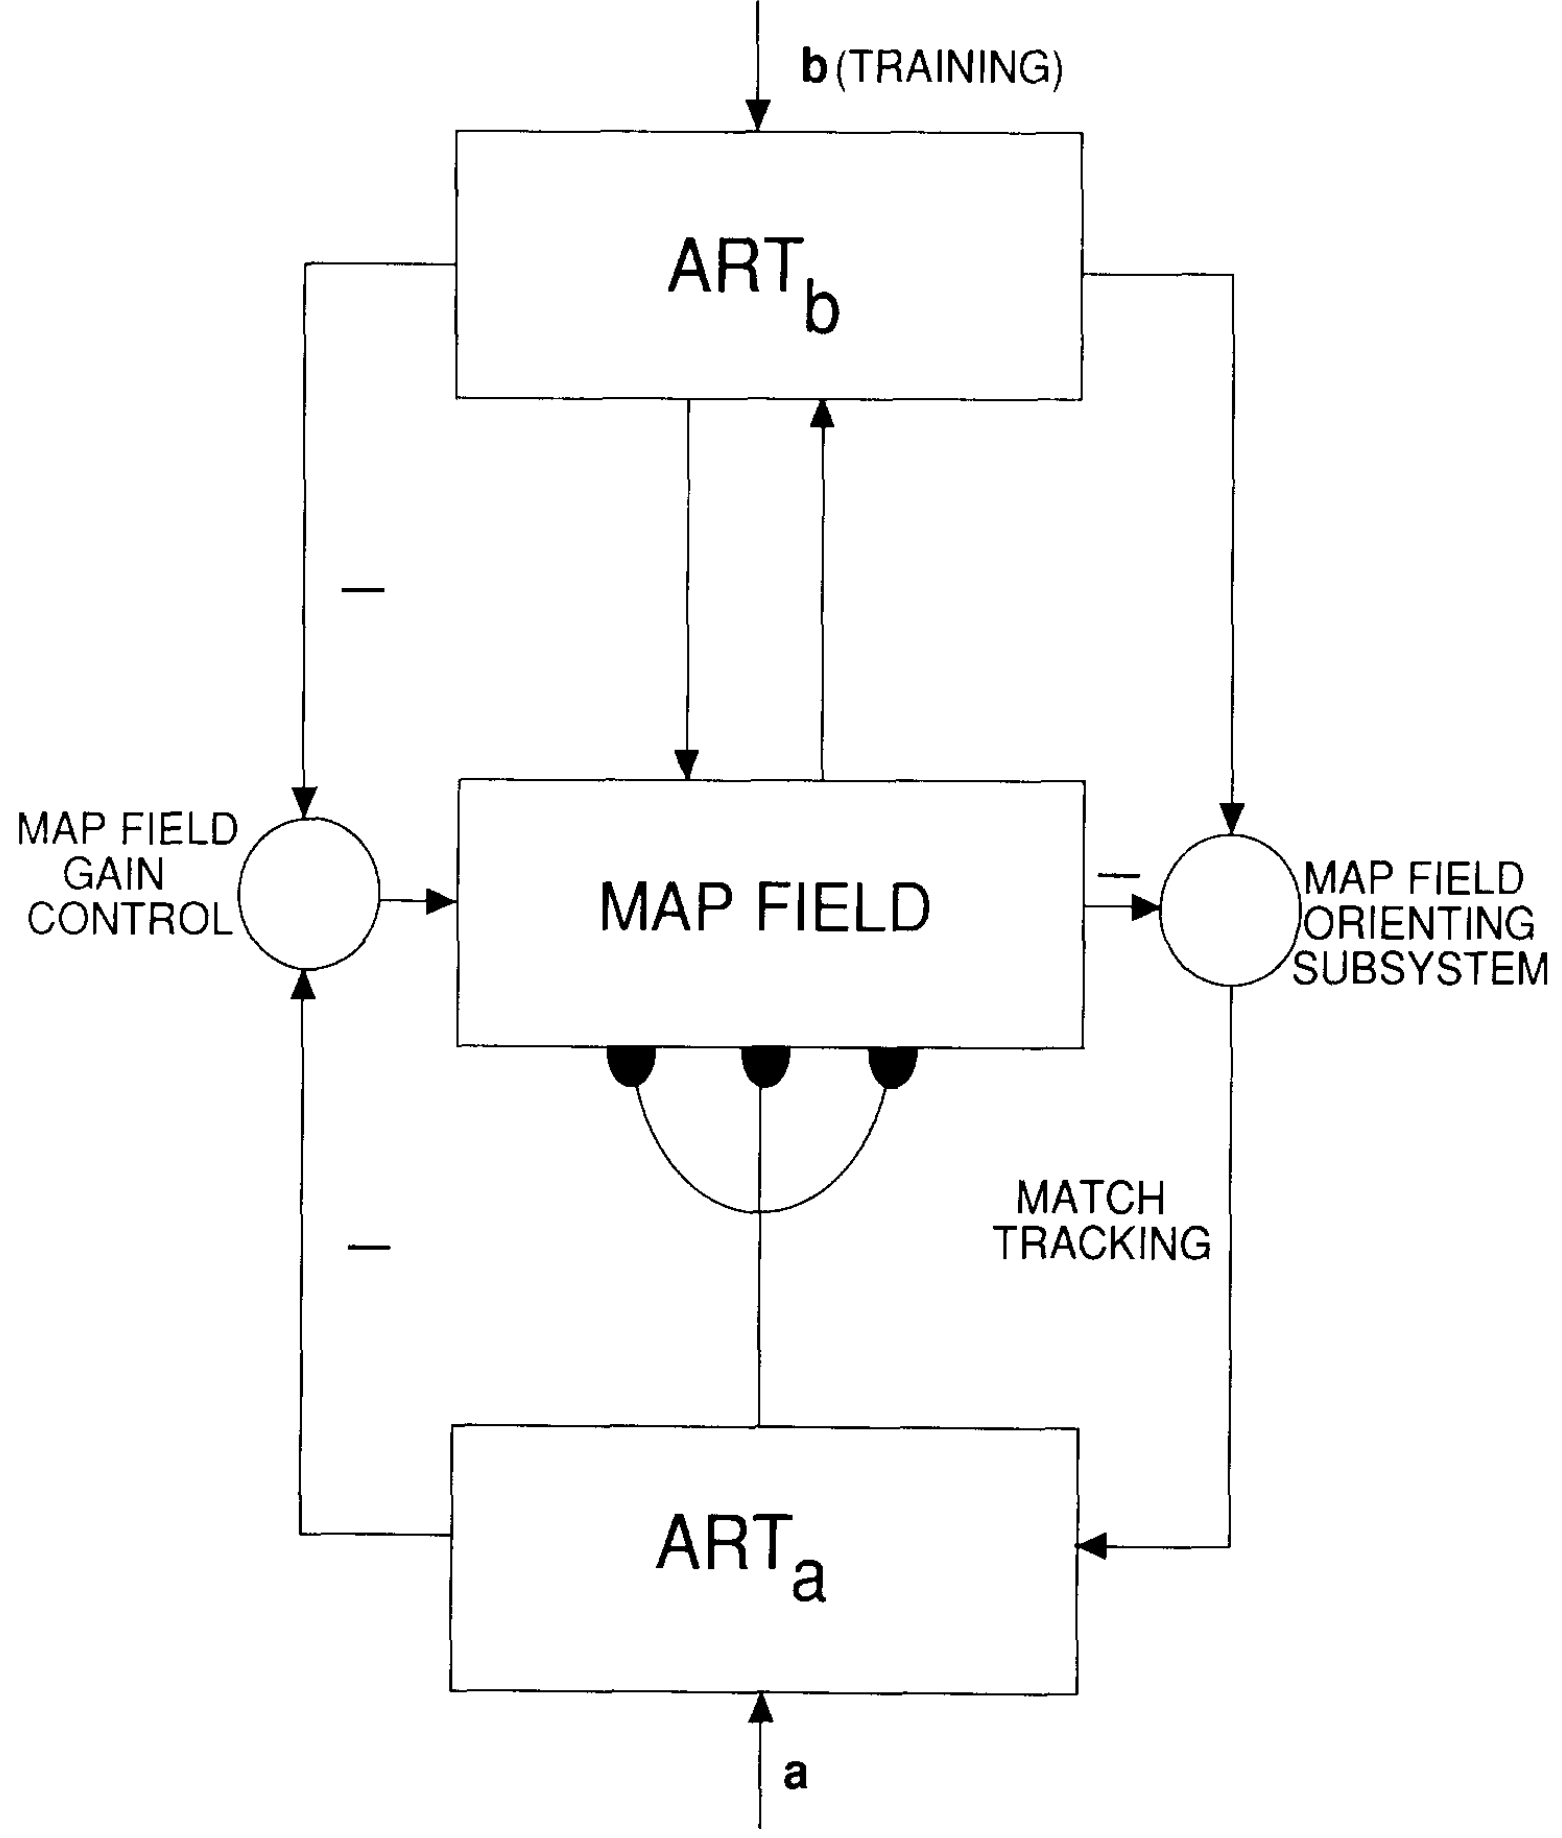 b (TRAINING)
ARTb
—
MAP FIELD
GAIN
CONTROL
MAP FIELD
—
MAP FIELD
ORIENTING
SUBSYSTEM
MATCH
TRACKING
—
ARTa
a